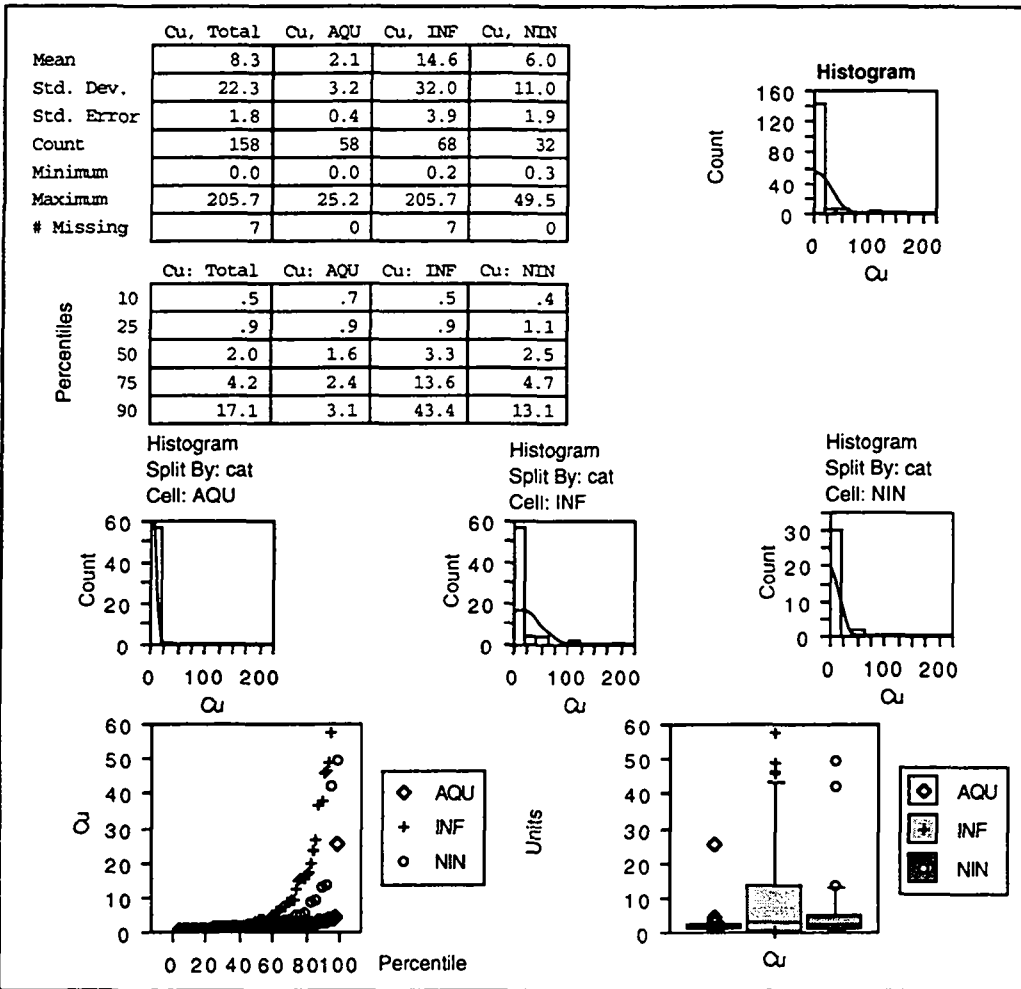 Cu, Total Cu, AQU Cu, INF Cu, NIN
Mean 8.3 2.1 14.6 6.0
Std. Dev. 22.3 3.2 32.0 11.0
Std. Error 1.8 0.4 3.9 1.9
Count 158 58 68 32
Minimum 0.0 0.0 0.2 0.3
Maximum 205.7 25.2 205.7 49.5
# Missing 7 0 7 0
Histogram
160
120
80
40
0
Count
0 100 200
Cu
Cu: Total Cu: AQU Cu: INF Cu: NIN
Percentiles
10 .5 .7 .5 .4
25 .9 .9 .9 1.1
50 2.0 1.6 3.3 2.5
75 4.2 2.4 13.6 4.7
90 17.1 3.1 43.4 13.1
Histogram
Split By: cat
Cell: AQU
60
40
20
0
Count
0 100 200
Cu
Histogram
Split By: cat
Cell: INF
60
40
20
0
Count
0 100 200
Cu
Histogram
Split By: cat
Cell: NIN
30
20
10
0
Count
0 100 200
Cu
60
50
40
30
20
10
0
Cu
0 20 40 60 80 100 Percentile
AQU
INF
NIN
60
50
40
30
20
10
0
Units
Cu
AQU
INF
NIN